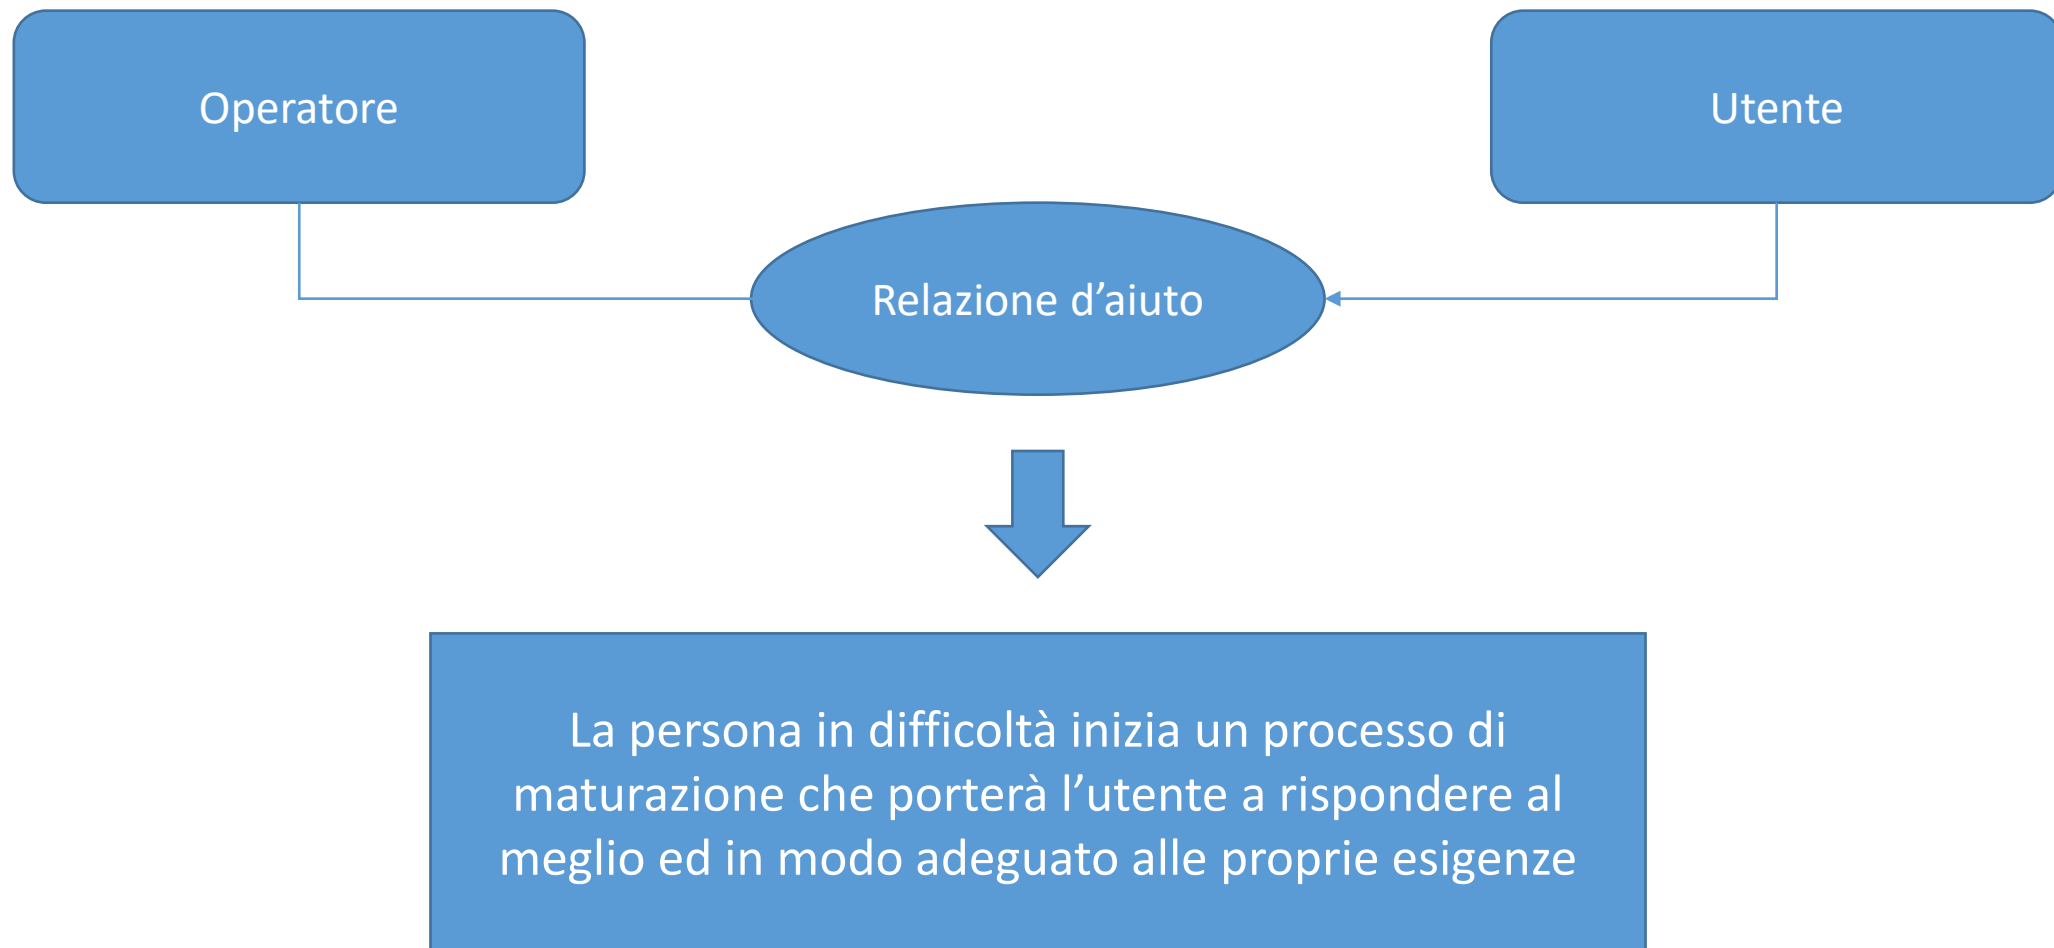 Operatore
Utente
Relazione d’aiuto
La persona in difficoltà inizia un processo di
maturazione che porterà l’utente a rispondere al
meglio ed in modo adeguato alle proprie esigenze